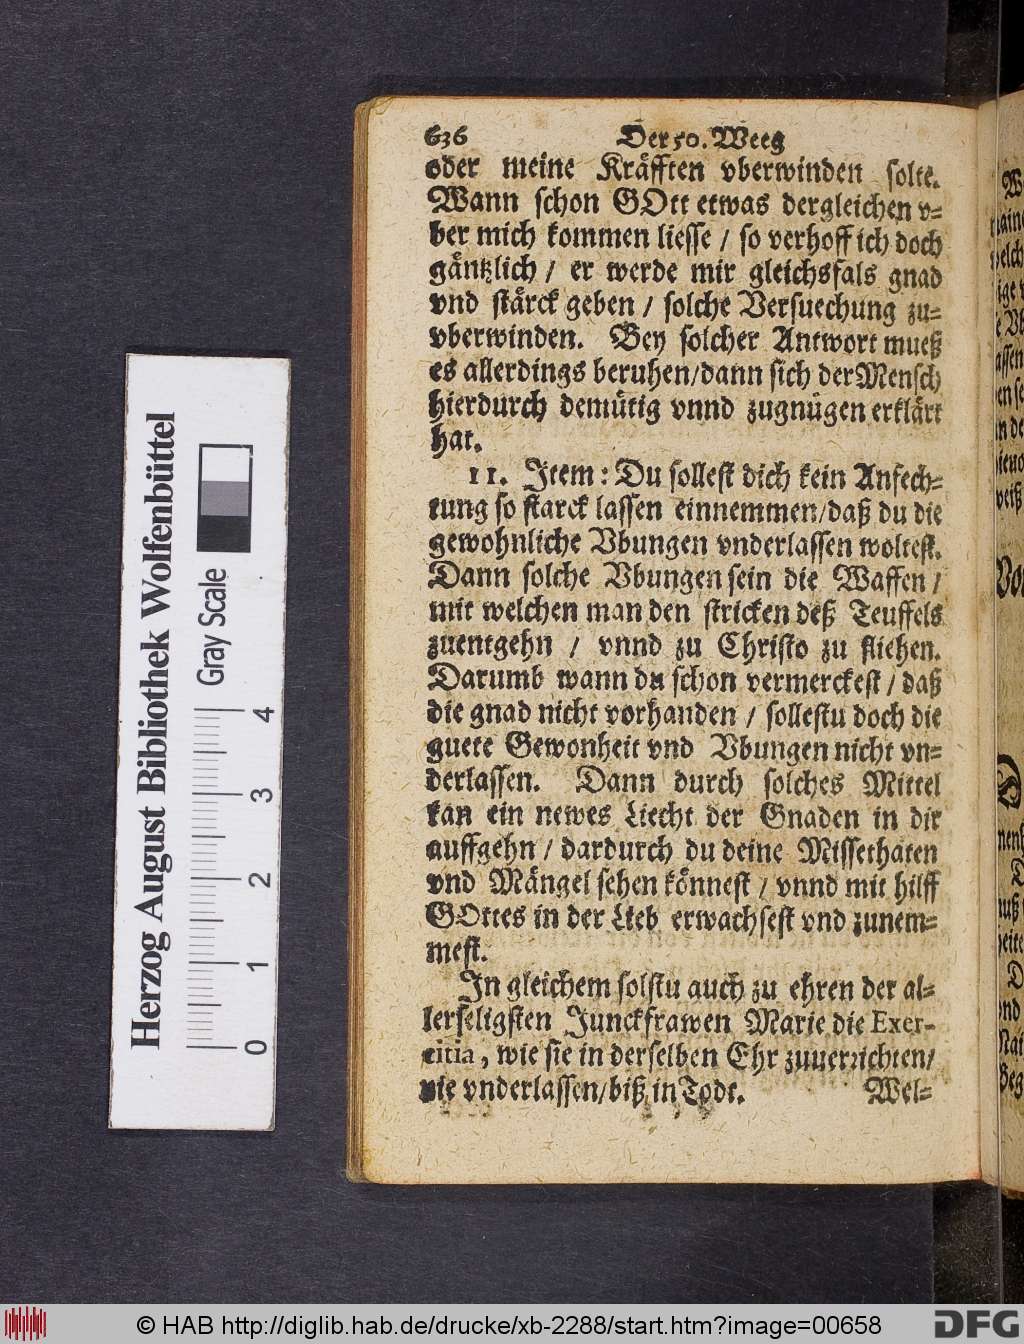 636 Der 50. Weeg
oder meine Kräfften vberwinden solte.
Wann schon GOtt etwas dergleichen v-
ber mich kommen liesse / so verhoff ich doch
gäntzlich / er werde mir gleichsfals gnad
vnd stärck geben / solche Versuechung zu-
vberwinden. Bey solcher Antwort mueß
es allerdings beruhen/dann sich der Mensch
hierdurch demütig vnnd zugnügen erklärt
hat.
11. Item: Du sollest dich kein Anfech-
tung so starck lassen einnemmen/daß du die
gewohnliche Vbungen vnderlassen woltest.
Dann solche Vbungen sein die Waffen /
mit welchen man den stricken deß Teuffels
zuentgehn / vnnd zu Christo zu fliehen.
Darumb wann du schon vermerckest / daß
die gnad nicht vorhanden / sollestu doch die
guete Gewonheit vnd Vbungen nicht vn-
derlassen. Dann durch solches Mittel
kan ein newes Liecht der Gnaden in dir
auffgehn / dardurch du deine Missethaten
vnd Mängel sehen könnest / vnnd mit hilff
GOttes in der Lieb erwachsest vnd zunem-
mest.
In gleichem solstu auch zu ehren der al-
lerseligsten Junckfrawen Marie die Exer-
citia, wie sie in derselben Ehr zuuerrichten/
nie vnderlassen/biß in Todt. Wel-
Herzog August Bibliothek Wolfenbüttel
Gray Scale
0 1 2 3 4
© HAB http://diglib.hab.de/drucke/xb-2288/start.htm?image=00658
DFG